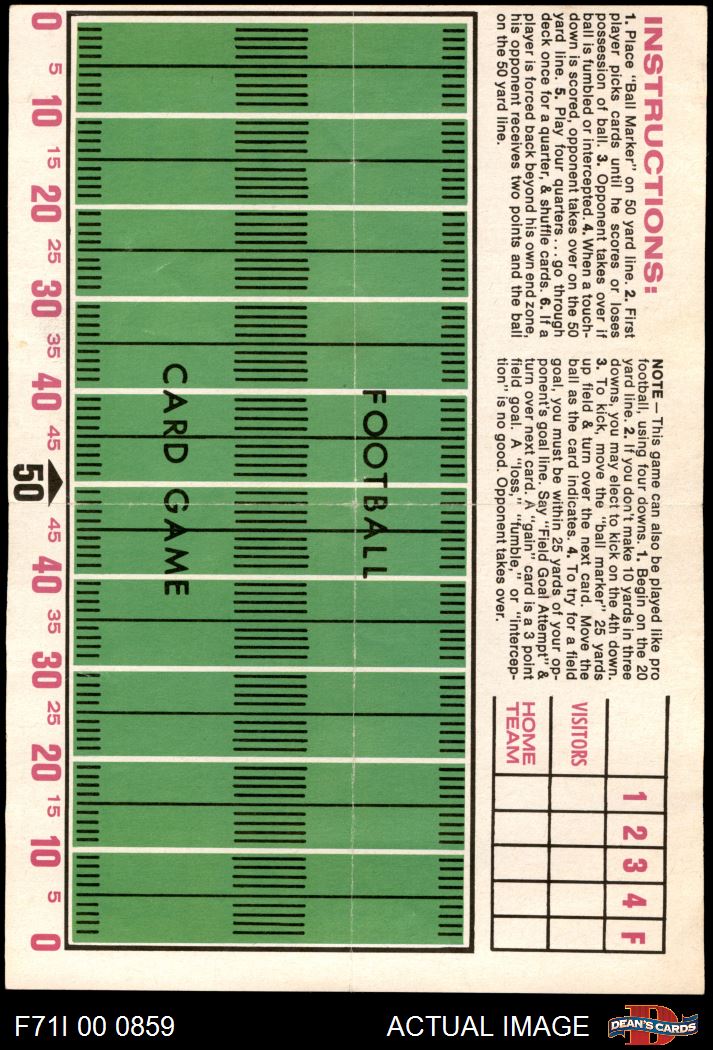 INSTRUCTIONS:
1. Place "Ball Marker" on 50 yard line. 2. First
player picks cards until he scores or loses
possession of ball. 3. Opponent takes over if
ball is fumbled or intercepted. 4. When a touch-
down is scored, opponent takes over on the 50
yard line. 5. Play four quarters... go through
deck once for a quarter, & shuffle cards. 6. If a
player is forced back beyond his own end zone,
his opponent receives two points and the ball
on the 50 yard line.
NOTE — This game can also be played like pro
football, using four downs. 1. Begin on the 20
yard line. 2. If you don't make 10 yards in three
downs, you may elect to kick on the 4th down.
3. To kick, move the "ball marker" 25 yards
up field & turn over the next card. Move the
ball as the card indicates. 4. To try for a field
goal, you must be within 25 yards of your op-
ponent's goal line. Say "Field Goal Attempt" &
turn over next card. A "gain" card is a 3 point
field goal. A "loss," "fumble," or "intercep-
tion" is no good. Opponent takes over.
1 2 3 4 F
VISITORS
HOME
TEAM
FOOTBALL
CARD GAME
0 5 10 15 20 25 30 35 40 45 50 45 40 35 30 25 20 15 10 5 0
F71I 00 0859
ACTUAL IMAGE
DEAN'S CARDS